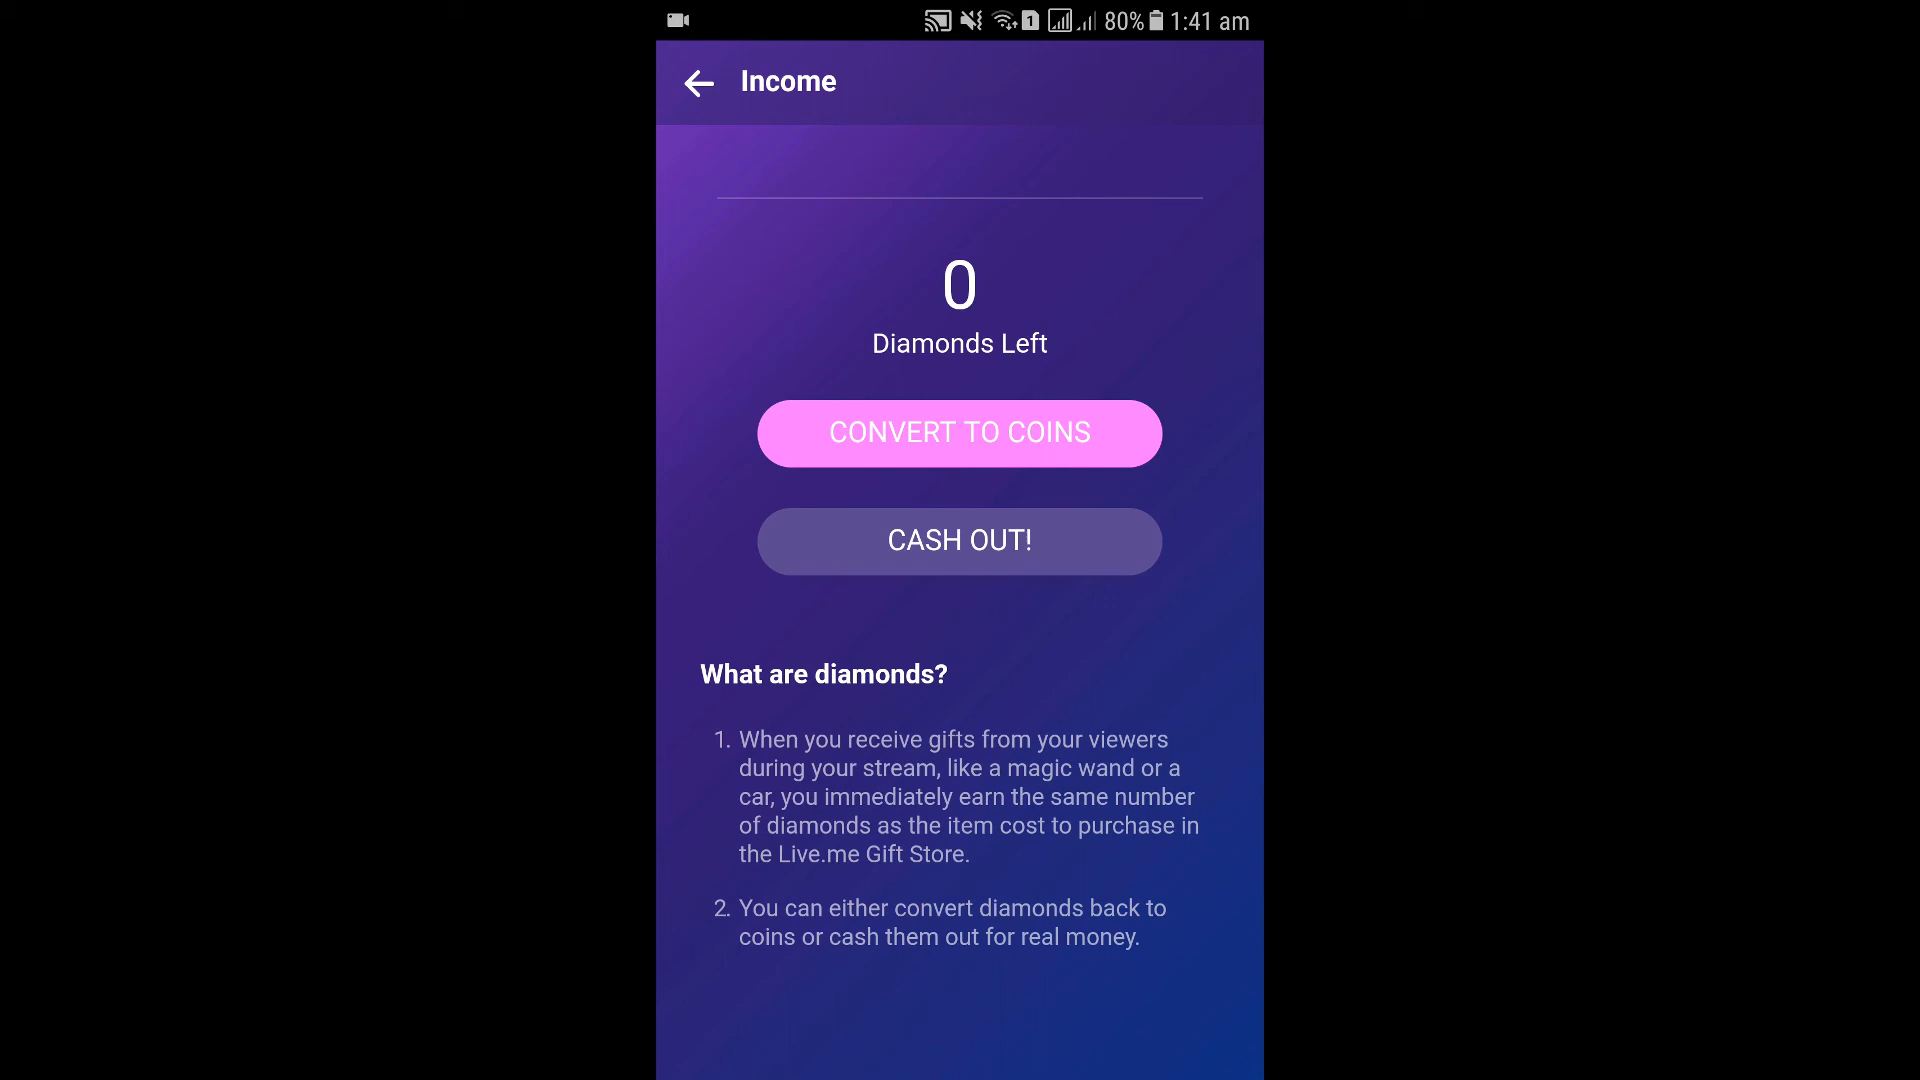 1 80% 1:41 am
Income
0
Diamonds Left
CONVERT TO COINS
CASH OUT!
What are diamonds?
1. When you receive gifts from your viewers
during your stream, like a magic wand or a
car, you immediately earn the same number
of diamonds as the item cost to purchase in
the Live.me Gift Store.
2. You can either convert diamonds back to
coins or cash them out for real money.